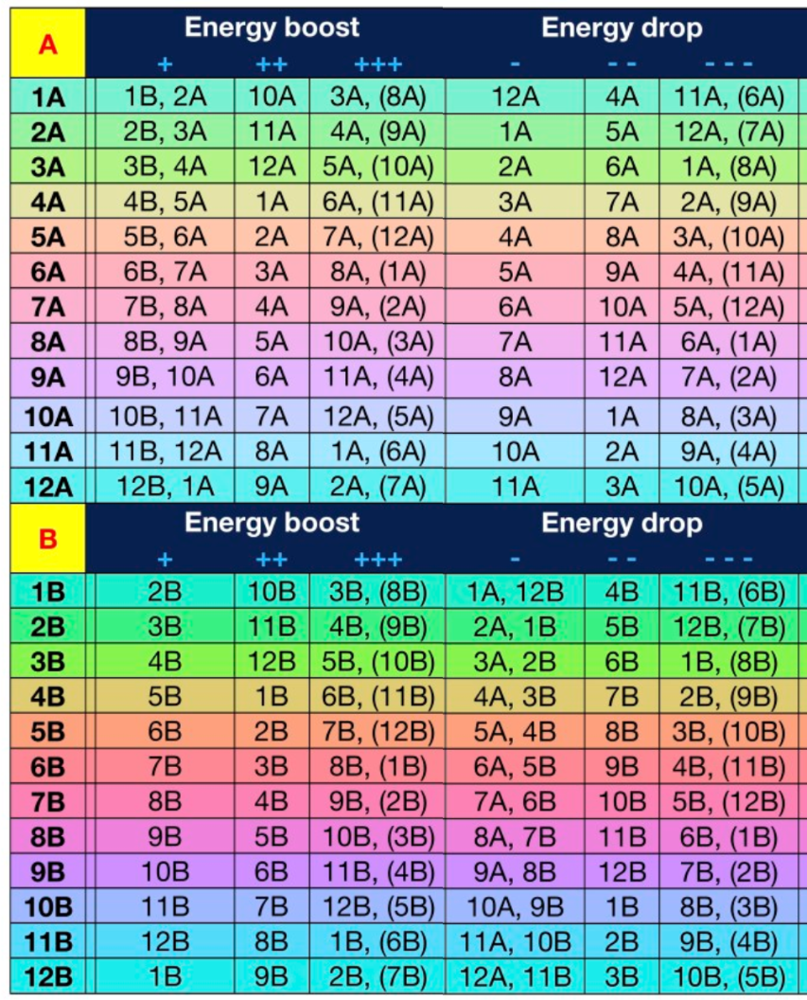 A Energy boost Energy drop
+ ++ +++ - -- ---
1A 1B, 2A 10A 3A, (8A) 12A 4A 11A, (6A)
2A 2B, 3A 11A 4A, (9A) 1A 5A 12A, (7A)
3A 3B, 4A 12A 5A, (10A) 2A 6A 1A, (8A)
4A 4B, 5A 1A 6A, (11A) 3A 7A 2A, (9A)
5A 5B, 6A 2A 7A, (12A) 4A 8A 3A, (10A)
6A 6B, 7A 3A 8A, (1A) 5A 9A 4A, (11A)
7A 7B, 8A 4A 9A, (2A) 6A 10A 5A, (12A)
8A 8B, 9A 5A 10A, (3A) 7A 11A 6A, (1A)
9A 9B, 10A 6A 11A, (4A) 8A 12A 7A, (2A)
10A 10B, 11A 7A 12A, (5A) 9A 1A 8A, (3A)
11A 11B, 12A 8A 1A, (6A) 10A 2A 9A, (4A)
12A 12B, 1A 9A 2A, (7A) 11A 3A 10A, (5A)
B Energy boost Energy drop
+ ++ +++ - -- ---
1B 2B 10B 3B, (8B) 1A, 12B 4B 11B, (6B)
2B 3B 11B 4B, (9B) 2A, 1B 5B 12B, (7B)
3B 4B 12B 5B, (10B) 3A, 2B 6B 1B, (8B)
4B 5B 1B 6B, (11B) 4A, 3B 7B 2B, (9B)
5B 6B 2B 7B, (12B) 5A, 4B 8B 3B, (10B)
6B 7B 3B 8B, (1B) 6A, 5B 9B 4B, (11B)
7B 8B 4B 9B, (2B) 7A, 6B 10B 5B, (12B)
8B 9B 5B 10B, (3B) 8A, 7B 11B 6B, (1B)
9B 10B 6B 11B, (4B) 9A, 8B 12B 7B, (2B)
10B 11B 7B 12B, (5B) 10A, 9B 1B 8B, (3B)
11B 12B 8B 1B, (6B) 11A, 10B 2B 9B, (4B)
12B 1B 9B 2B, (7B) 12A, 11B 3B 10B, (5B)